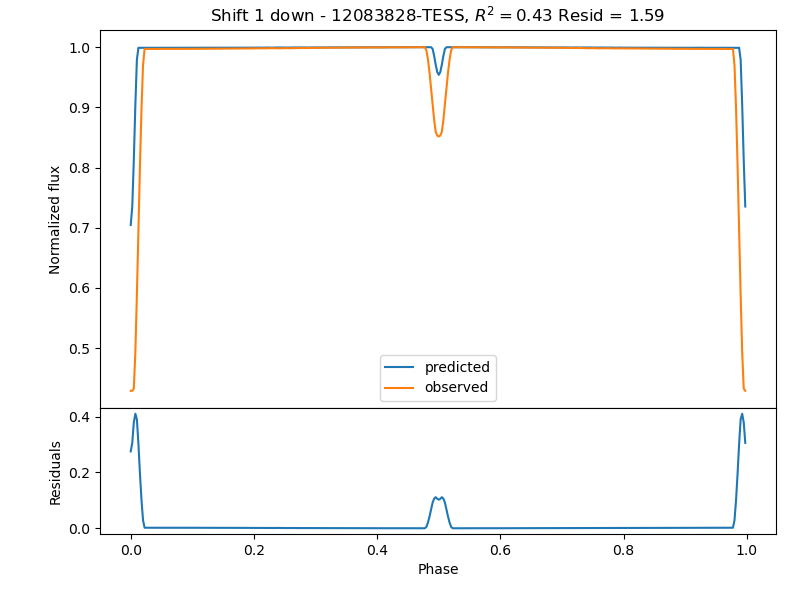 Shift 1 down - 12083828-TESS, R² = 0.43 Resid = 1.59
1.0
0.9
0.8
0.7
0.6
0.5
Normalized flux
predicted
observed
0.4
0.2
0.0
Residuals
0.0 0.2 0.4 0.6 0.8 1.0
Phase